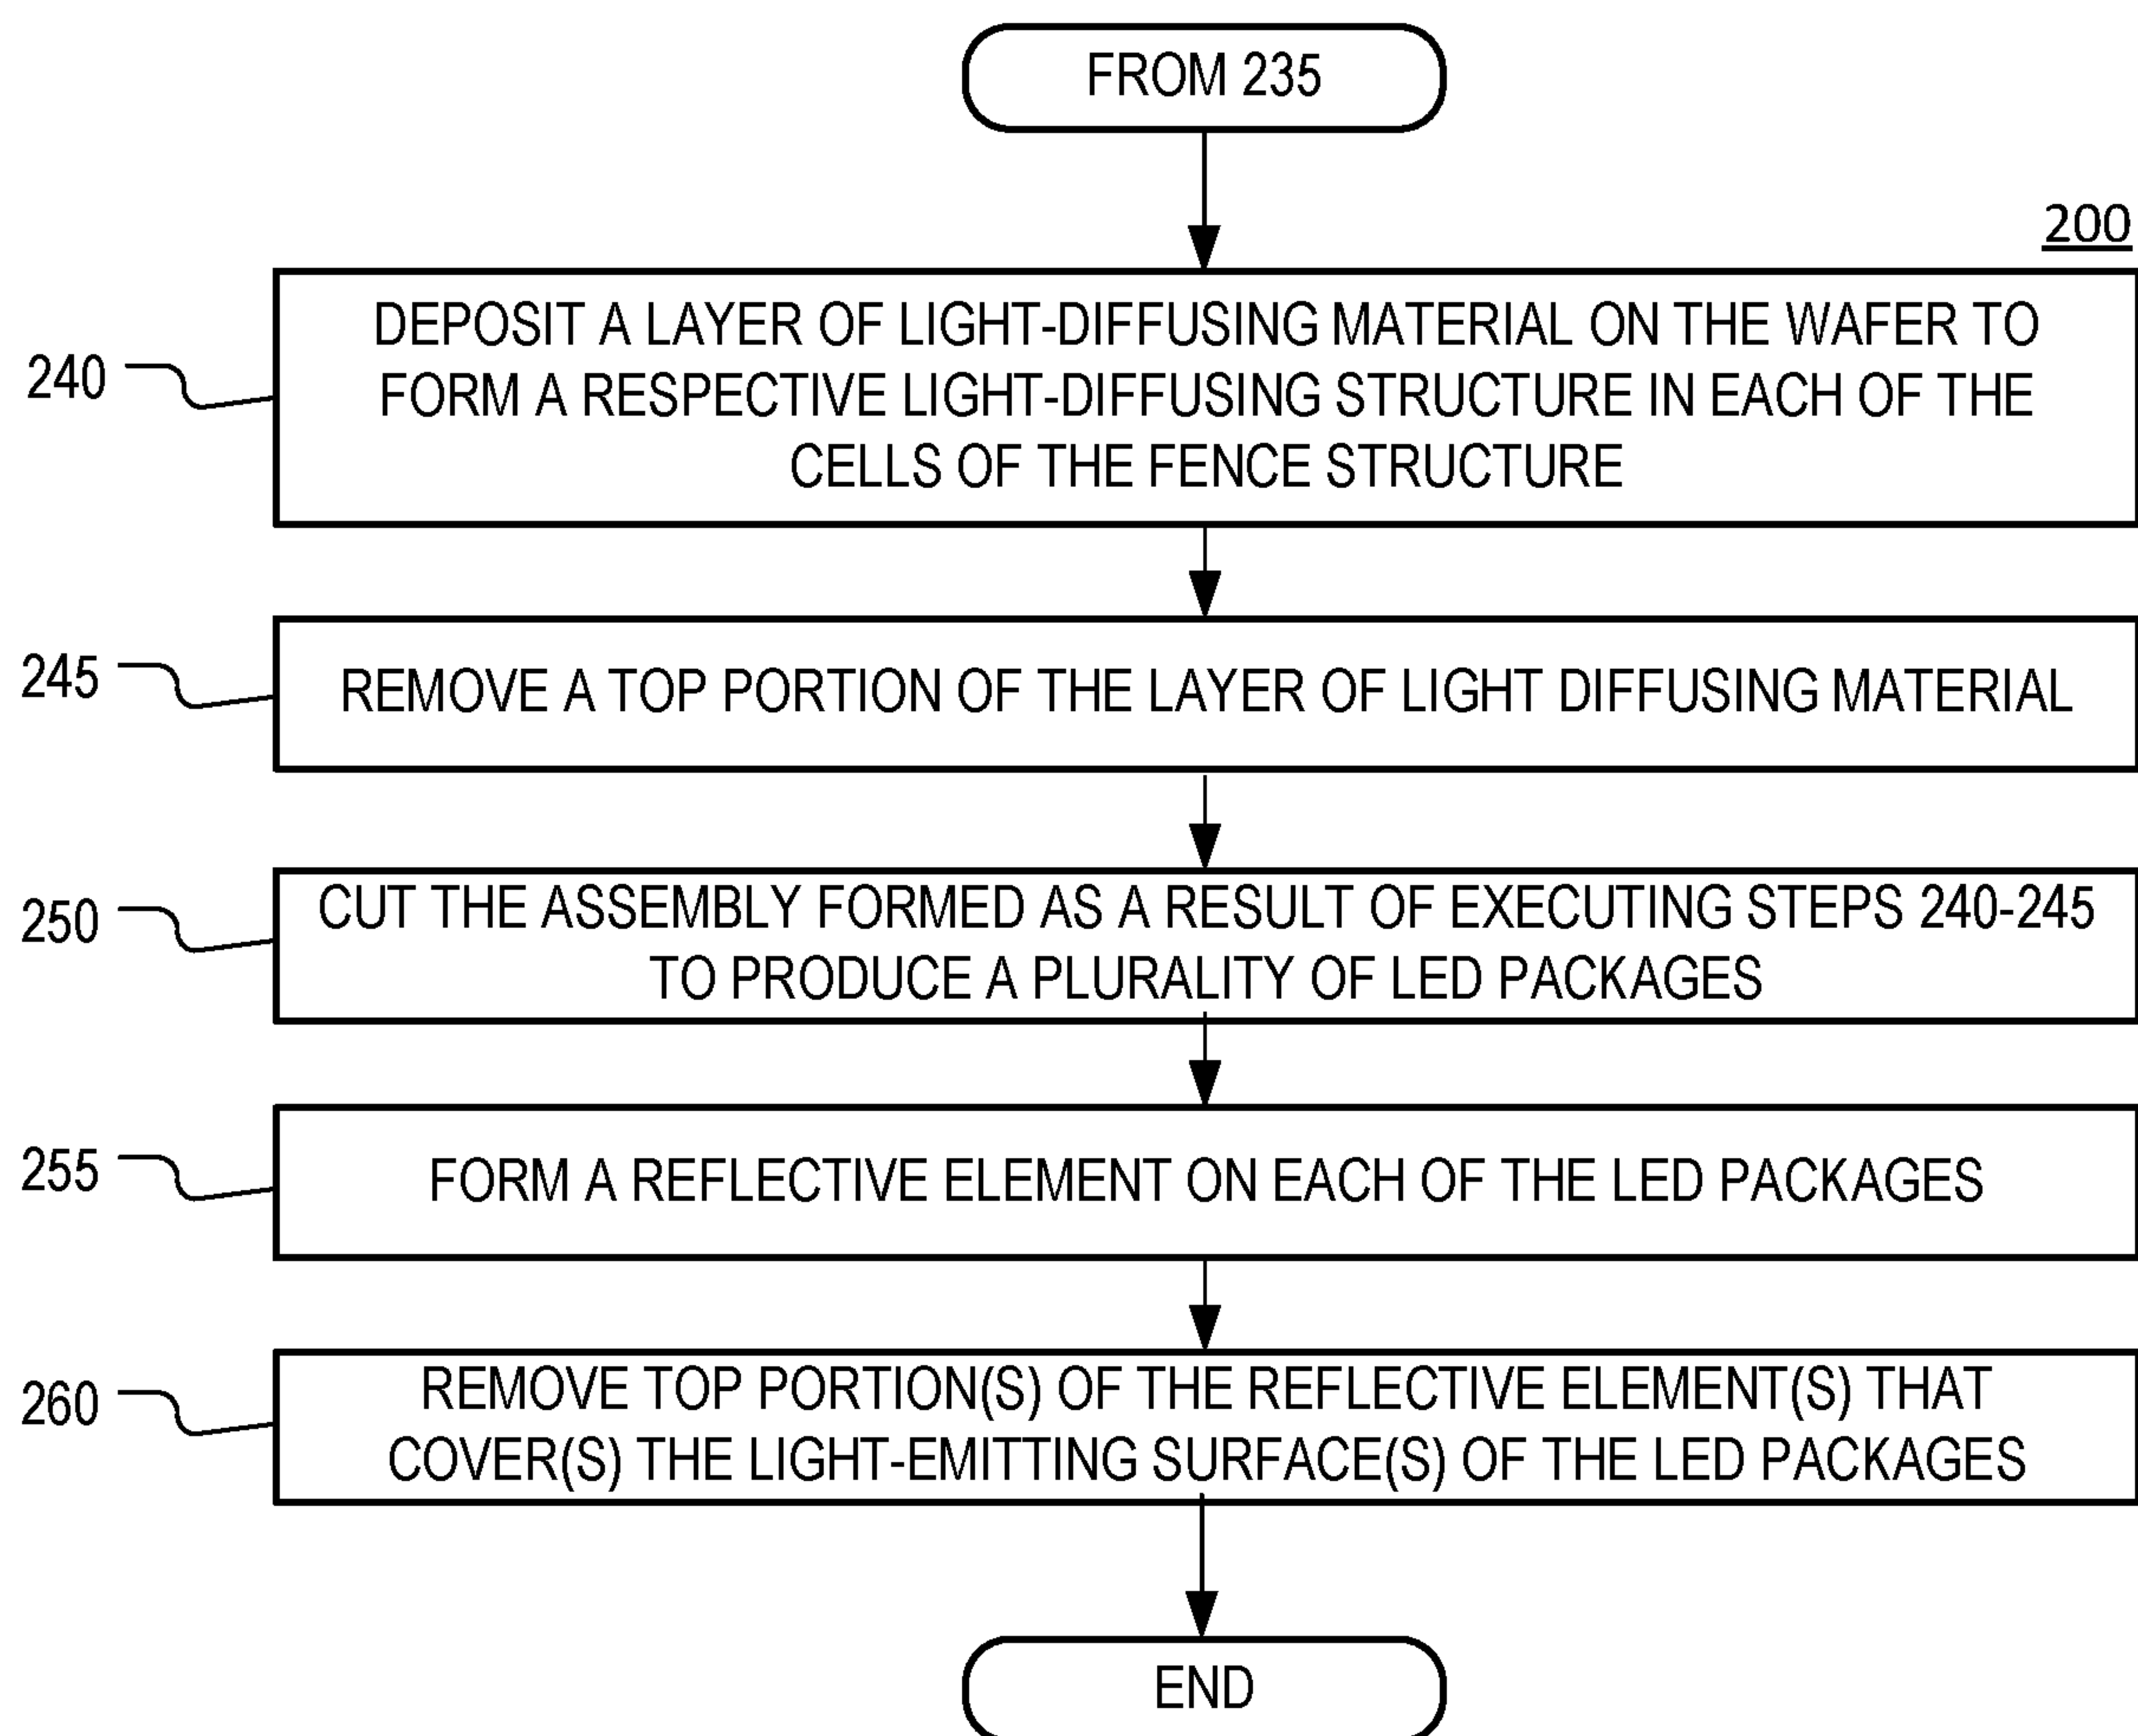 FROM 235
200
240
DEPOSIT A LAYER OF LIGHT-DIFFUSING MATERIAL ON THE WAFER TO
FORM A RESPECTIVE LIGHT-DIFFUSING STRUCTURE IN EACH OF THE
CELLS OF THE FENCE STRUCTURE
245
REMOVE A TOP PORTION OF THE LAYER OF LIGHT DIFFUSING MATERIAL
250
CUT THE ASSEMBLY FORMED AS A RESULT OF EXECUTING STEPS 240-245
TO PRODUCE A PLURALITY OF LED PACKAGES
255
FORM A REFLECTIVE ELEMENT ON EACH OF THE LED PACKAGES
260
REMOVE TOP PORTION(S) OF THE REFLECTIVE ELEMENT(S) THAT
COVER(S) THE LIGHT-EMITTING SURFACE(S) OF THE LED PACKAGES
END